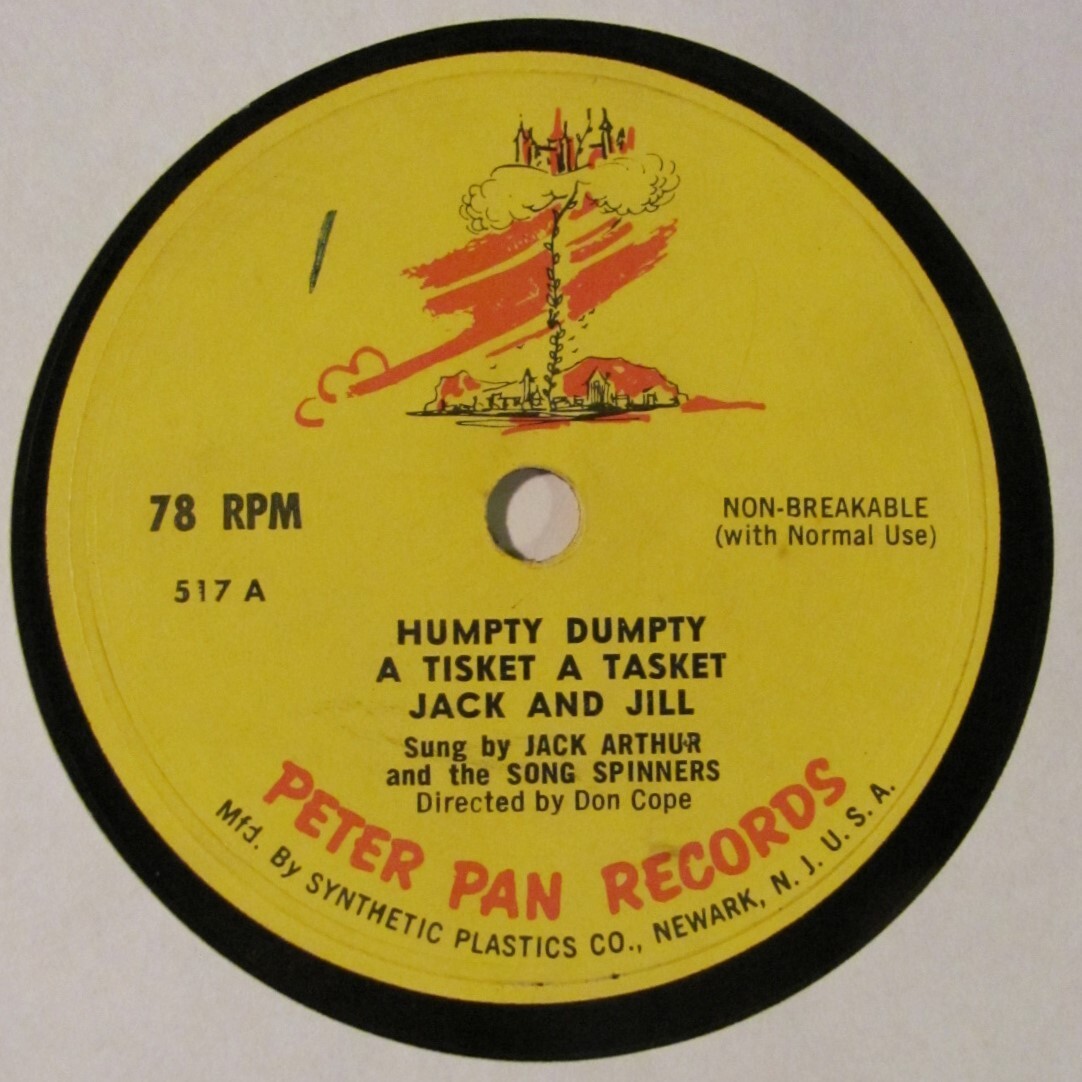 78 RPM
NON-BREAKABLE
(with Normal Use)
517 A
HUMPTY DUMPTY
A TISKET A TASKET
JACK AND JILL
Sung by JACK ARTHUR
and the SONG SPINNERS
Directed by Don Cope
PETER PAN RECORDS
Mfd. By SYNTHETIC PLASTICS CO., NEWARK, N. J. U. S. A.